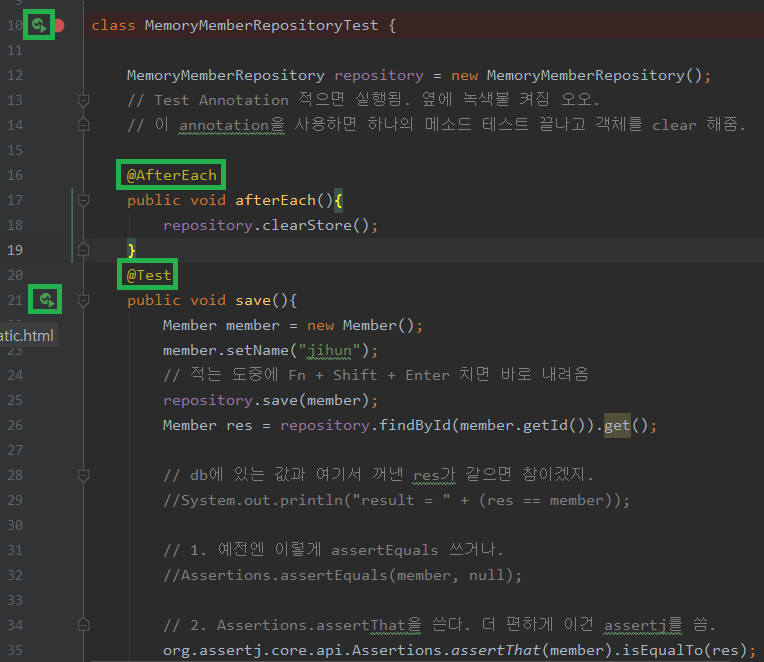 10 class MemoryMemberRepositoryTest {
11
12 MemoryMemberRepository repository = new MemoryMemberRepository();
13 // Test Annotation 적으면 실행됨. 옆에 녹색불 켜짐 오오.
14 // 이 annotation을 사용하면 하나의 메소드 테스트 끝나고 객체를 clear 해줌.
15
16 @AfterEach
17 public void afterEach(){
18 repository.clearStore();
19 }
20 @Test
21 public void save(){
atic.html Member member = new Member();
23 member.setName("jihun");
24 // 적는 도중에 Fn + Shift + Enter 치면 바로 내려옴
25 repository.save(member);
26 Member res = repository.findById(member.getId()).get();
27
28 // db에 있는 값과 여기서 꺼낸 res가 같으면 참이겠지.
29 //System.out.println("result = " + (res == member));
30
31 // 1. 예전엔 이렇게 assertEquals 쓰거나.
32 //Assertions.assertEquals(member, null);
33
34 // 2. Assertions.assertThat을 쓴다. 더 편하게 이건 assertj를 씀.
35 org.assertj.core.api.Assertions.assertThat(member).isEqualTo(res);